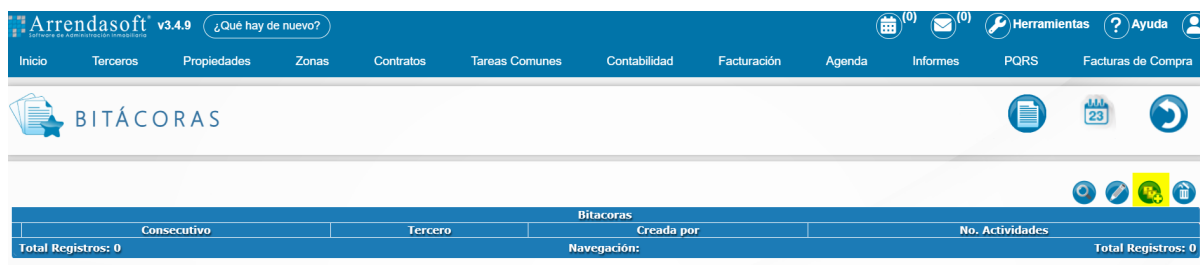 Arrendasoft® v3.4.9 ¿Qué hay de nuevo? (0) (0) Herramientas ? Ayuda
Software de Administración Inmobiliaria
Inicio Terceros Propiedades Zonas Contratos Tareas Comunes Contabilidad Facturación Agenda Informes PQRS Facturas de Compra
BITÁCORAS 23
Bitacoras
Consecutivo Tercero Creada por No. Actividades
Total Registros: 0 Navegación: Total Registros: 0